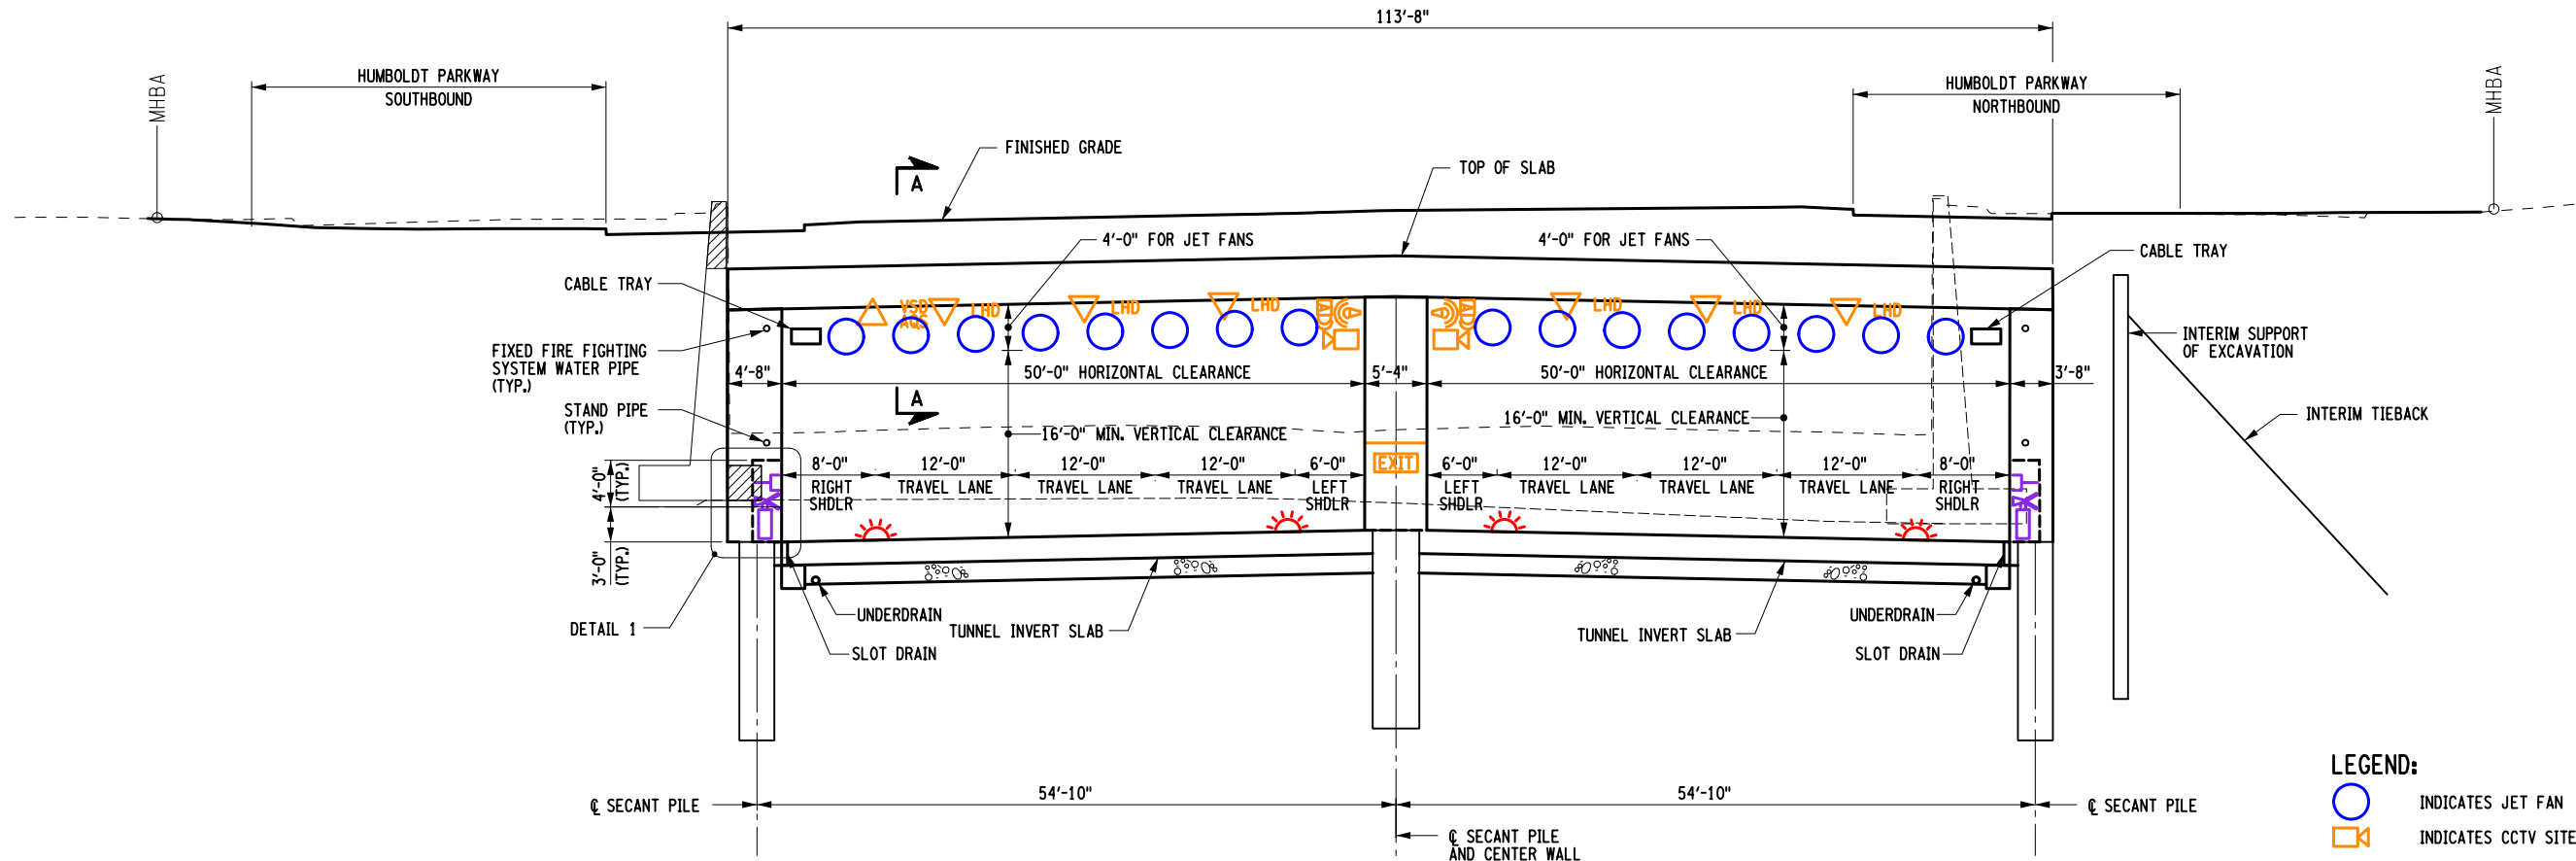 113'-8"
MHBA
HUMBOLDT PARKWAY
SOUTHBOUND
HUMBOLDT PARKWAY
NORTHBOUND
MHBA
FINISHED GRADE
A
TOP OF SLAB
4'-0" FOR JET FANS
4'-0" FOR JET FANS
CABLE TRAY
CABLE TRAY
VSD
AQS
LHD
LHD
LHD
LHD
LHD
LHD
FIXED FIRE FIGHTING
SYSTEM WATER PIPE
(TYP.)
INTERIM SUPPORT
OF EXCAVATION
4'-8"
50'-0" HORIZONTAL CLEARANCE
5'-4"
50'-0" HORIZONTAL CLEARANCE
3'-8"
A
STAND PIPE
(TYP.)
16'-0" MIN. VERTICAL CLEARANCE
16'-0" MIN. VERTICAL CLEARANCE
INTERIM TIEBACK
4'-0"
(TYP.)
8'-0"
RIGHT
SHDLR
12'-0"
TRAVEL LANE
12'-0"
TRAVEL LANE
12'-0"
TRAVEL LANE
6'-0"
LEFT
SHDLR
EXIT
6'-0"
LEFT
SHDLR
12'-0"
TRAVEL LANE
12'-0"
TRAVEL LANE
12'-0"
TRAVEL LANE
8'-0"
RIGHT
SHDLR
3'-0"
(TYP.)
DETAIL 1
UNDERDRAIN
SLOT DRAIN
TUNNEL INVERT SLAB
TUNNEL INVERT SLAB
UNDERDRAIN
SLOT DRAIN
℄ SECANT PILE
54'-10"
54'-10"
℄ SECANT PILE
℄ SECANT PILE
AND CENTER WALL
LEGEND:
INDICATES JET FAN
INDICATES CCTV SITE